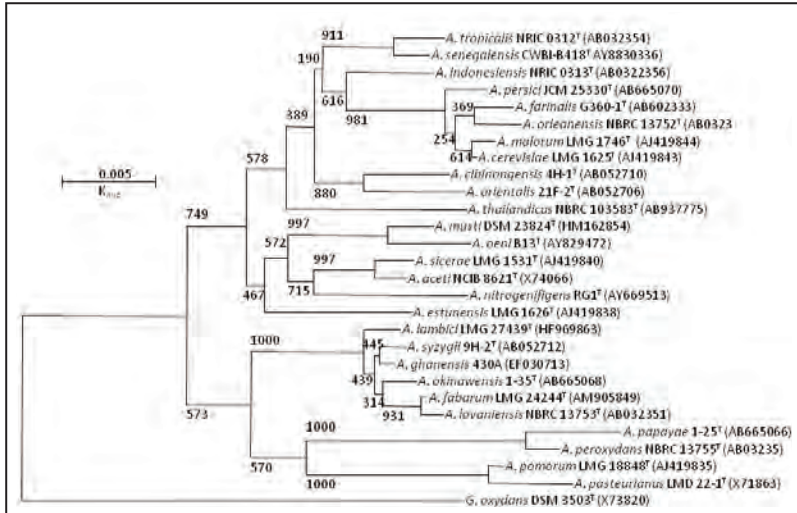 911
A. tropicalis NRIC 0312ᵀ (AB032354)
A. senegalensis CWBI-B418ᵀ AY8830336)
190
A. indonesiensis NRIC 0313ᵀ (AB0322356)
616
A. persici JCM 25330ᵀ (AB665070)
981
369
A. farinalis G360-1ᵀ (AB602333)
A. orleanensis NBRC 13752ᵀ (AB0323
389
254
A. malorum LMG 1746ᵀ (AJ419844)
614
A. cerevisiae LMG 1625ᵀ (AJ419843)
578
A. cibinongensis 4H-1ᵀ (AB052710)
880
A. orientalis 21F-2ᵀ (AB052706)
0.005
A. thailandicus NBRC 103583ᵀ (AB937775)
749
997
A. musti DSM 23824ᵀ (HM162854)
572
A. oeni B13ᵀ (AY829472)
997
A. sicerae LMG 1531ᵀ (AJ419840)
A. aceti NCIB 8621ᵀ (X74066)
467
715
A. nitrogenifigens RG1ᵀ (AY669513)
A. estunensis LMG 1626ᵀ (AJ419838)
A. lambici LMG 27439ᵀ (HF969863)
1000
445
A. syzygii 9H-2ᵀ (AB052712)
A. ghanensis 430A (EF030713)
439
A. okinawensis 1-35ᵀ (AB665068)
314
A. fabarum LMG 24244ᵀ (AM905849)
573
931
A. lovaniensis NBRC 13753ᵀ (AB032351)
1000
A. papayae 1-25ᵀ (AB665066)
A. peroxydans NBRC 13755ᵀ (AB03235)
570
A. pomorum LMG 18848ᵀ (AJ419835)
1000
A. pasteurianus LMD 22-1ᵀ (X71863)
G. oxydans DSM 3503ᵀ (X73820)